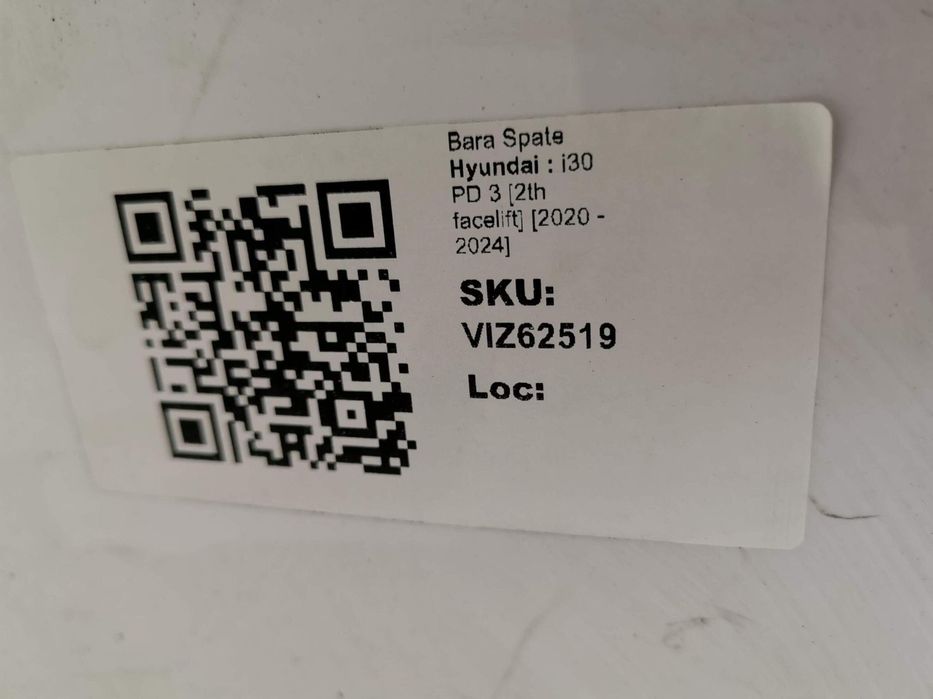 Bara Spate
Hyundai : i30
PD 3 [2th
facelift] [2020 -
2024]
SKU:
VIZ62519
Loc: